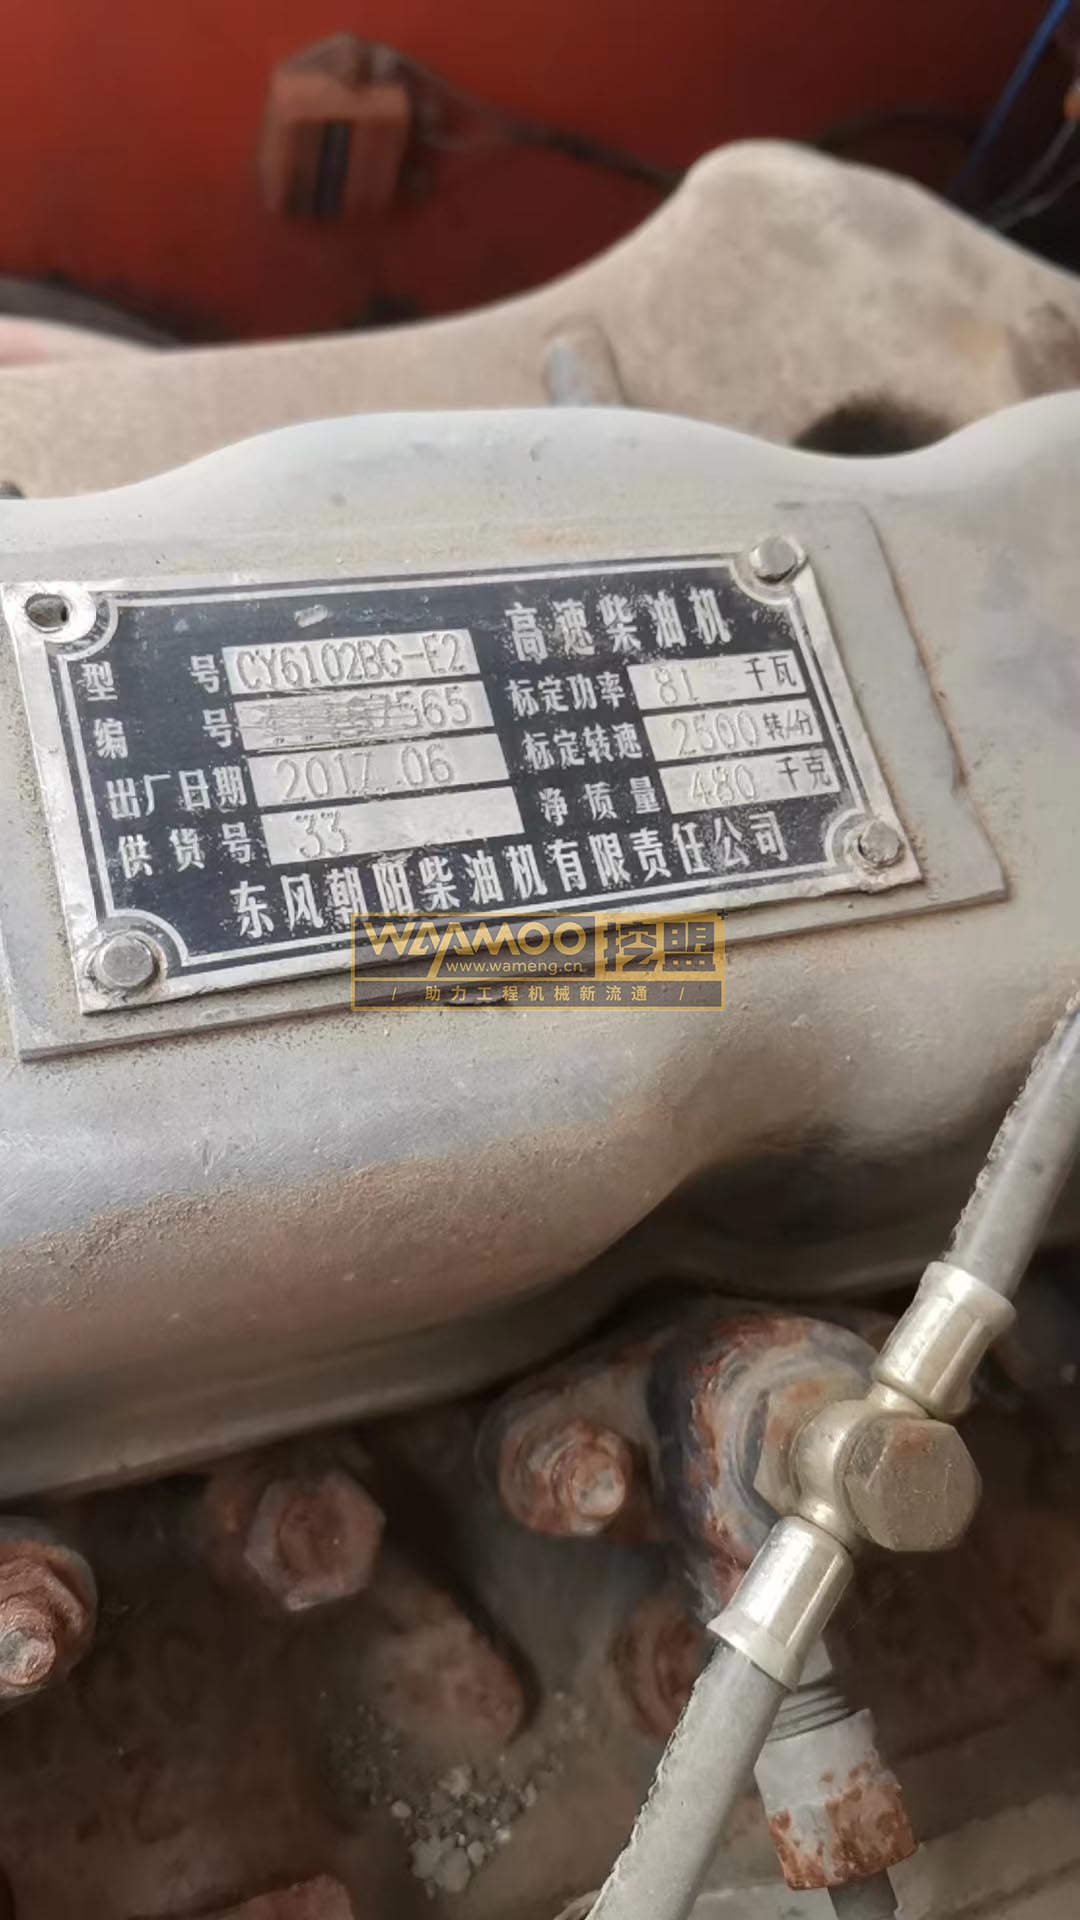 高速柴油机
型号 CY6102BG-E2
标定功率 81 千瓦
编号 7565
标定转速 2500 转/分
出厂日期 2017.06
净质量 480 千克
供货号 33
东风朝阳柴油机有限责任公司
WAAMOO 挖盟
www.wameng.cn
/ 助力工程机械新流通 /